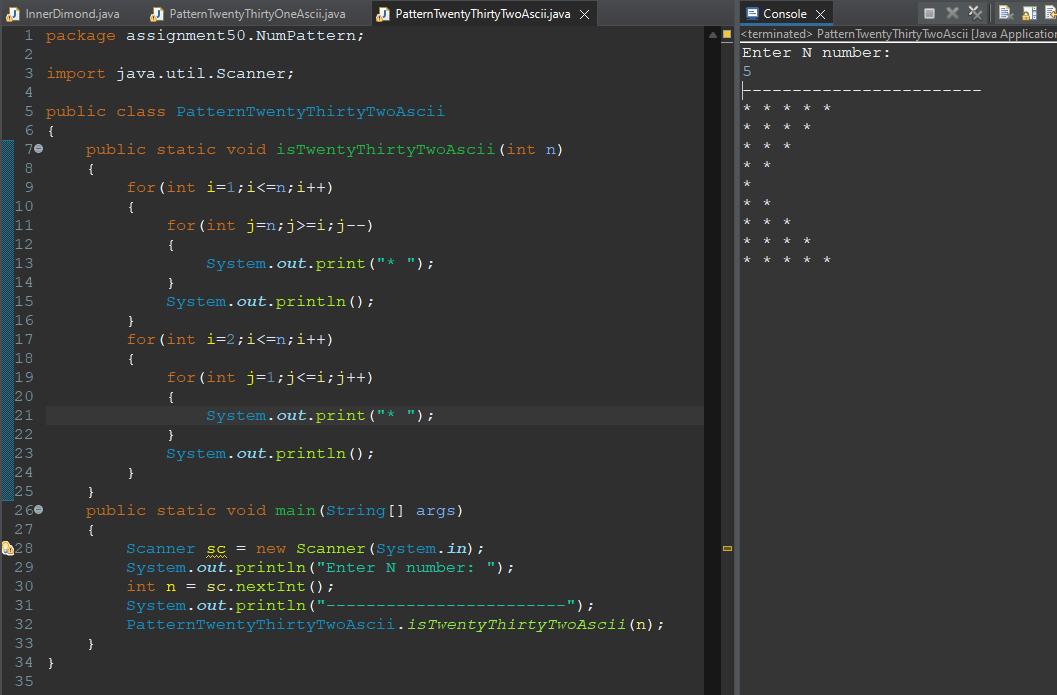 InnerDimond.java PatternTwentyThirtyOneAscii.java PatternTwentyThirtyTwoAscii.java
1 package assignment50.NumPattern;
2
3 import java.util.Scanner;
4
5 public class PatternTwentyThirtyTwoAscii
6 {
7 public static void isTwentyThirtyTwoAscii(int n)
8 {
9 for(int i=1;i<=n;i++)
10 {
11 for(int j=n;j>=i;j--)
12 {
13 System.out.print("* ");
14 }
15 System.out.println();
16 }
17 for(int i=2;i<=n;i++)
18 {
19 for(int j=1;j<=i;j++)
20 {
21 System.out.print("* ");
22 }
23 System.out.println();
24 }
25 }
26 public static void main(String[] args)
27 {
28 Scanner sc = new Scanner(System.in);
29 System.out.println("Enter N number: ");
30 int n = sc.nextInt();
31 System.out.println("------------------------");
32 PatternTwentyThirtyTwoAscii.isTwentyThirtyTwoAscii(n);
33 }
34 }
35
Console
<terminated> PatternTwentyThirtyTwoAscii [Java Application
Enter N number:
5
------------------------
* * * * *
* * * *
* * *
* *
*
* *
* * *
* * * *
* * * * *